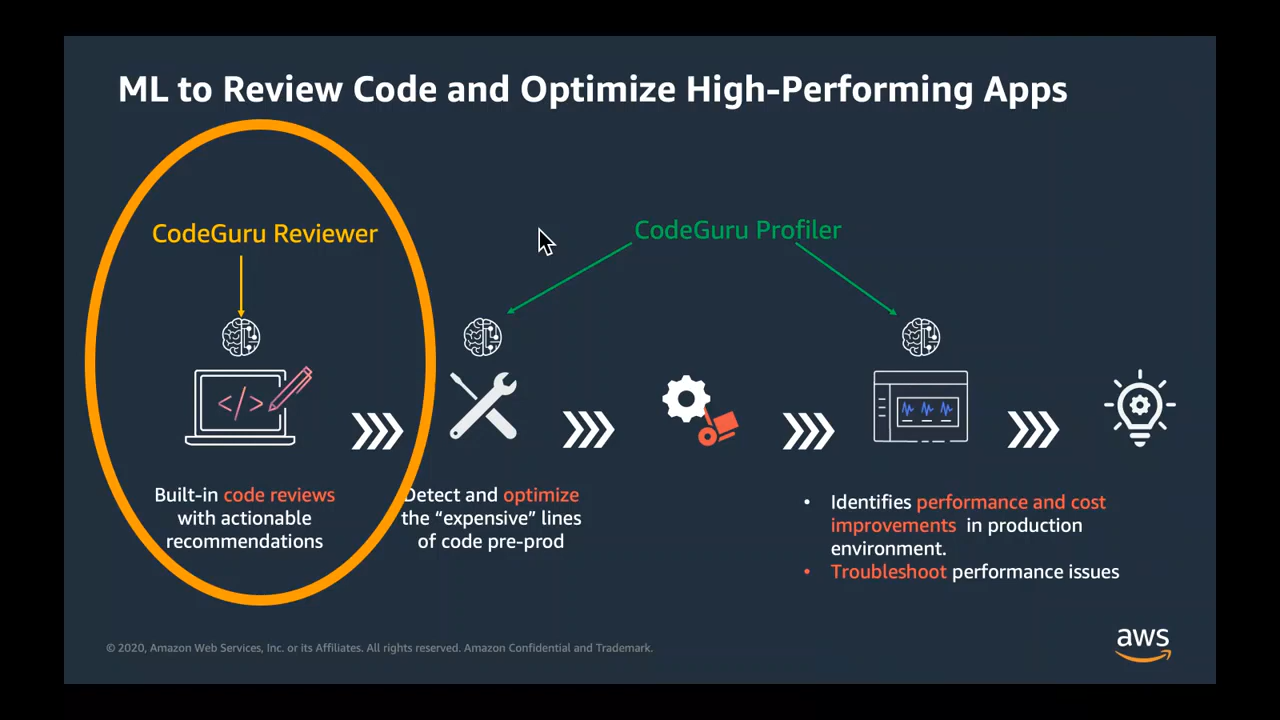 ML to Review Code and Optimize High-Performing Apps
CodeGuru Reviewer
CodeGuru Profiler
</>
Built-in code reviews
with actionable
recommendations
Detect and optimize
the “expensive” lines
of code pre-prod
• Identifies performance and cost
improvements in production
environment.
• Troubleshoot performance issues
© 2020, Amazon Web Services, Inc. or its Affiliates. All rights reserved. Amazon Confidential and Trademark.
aws